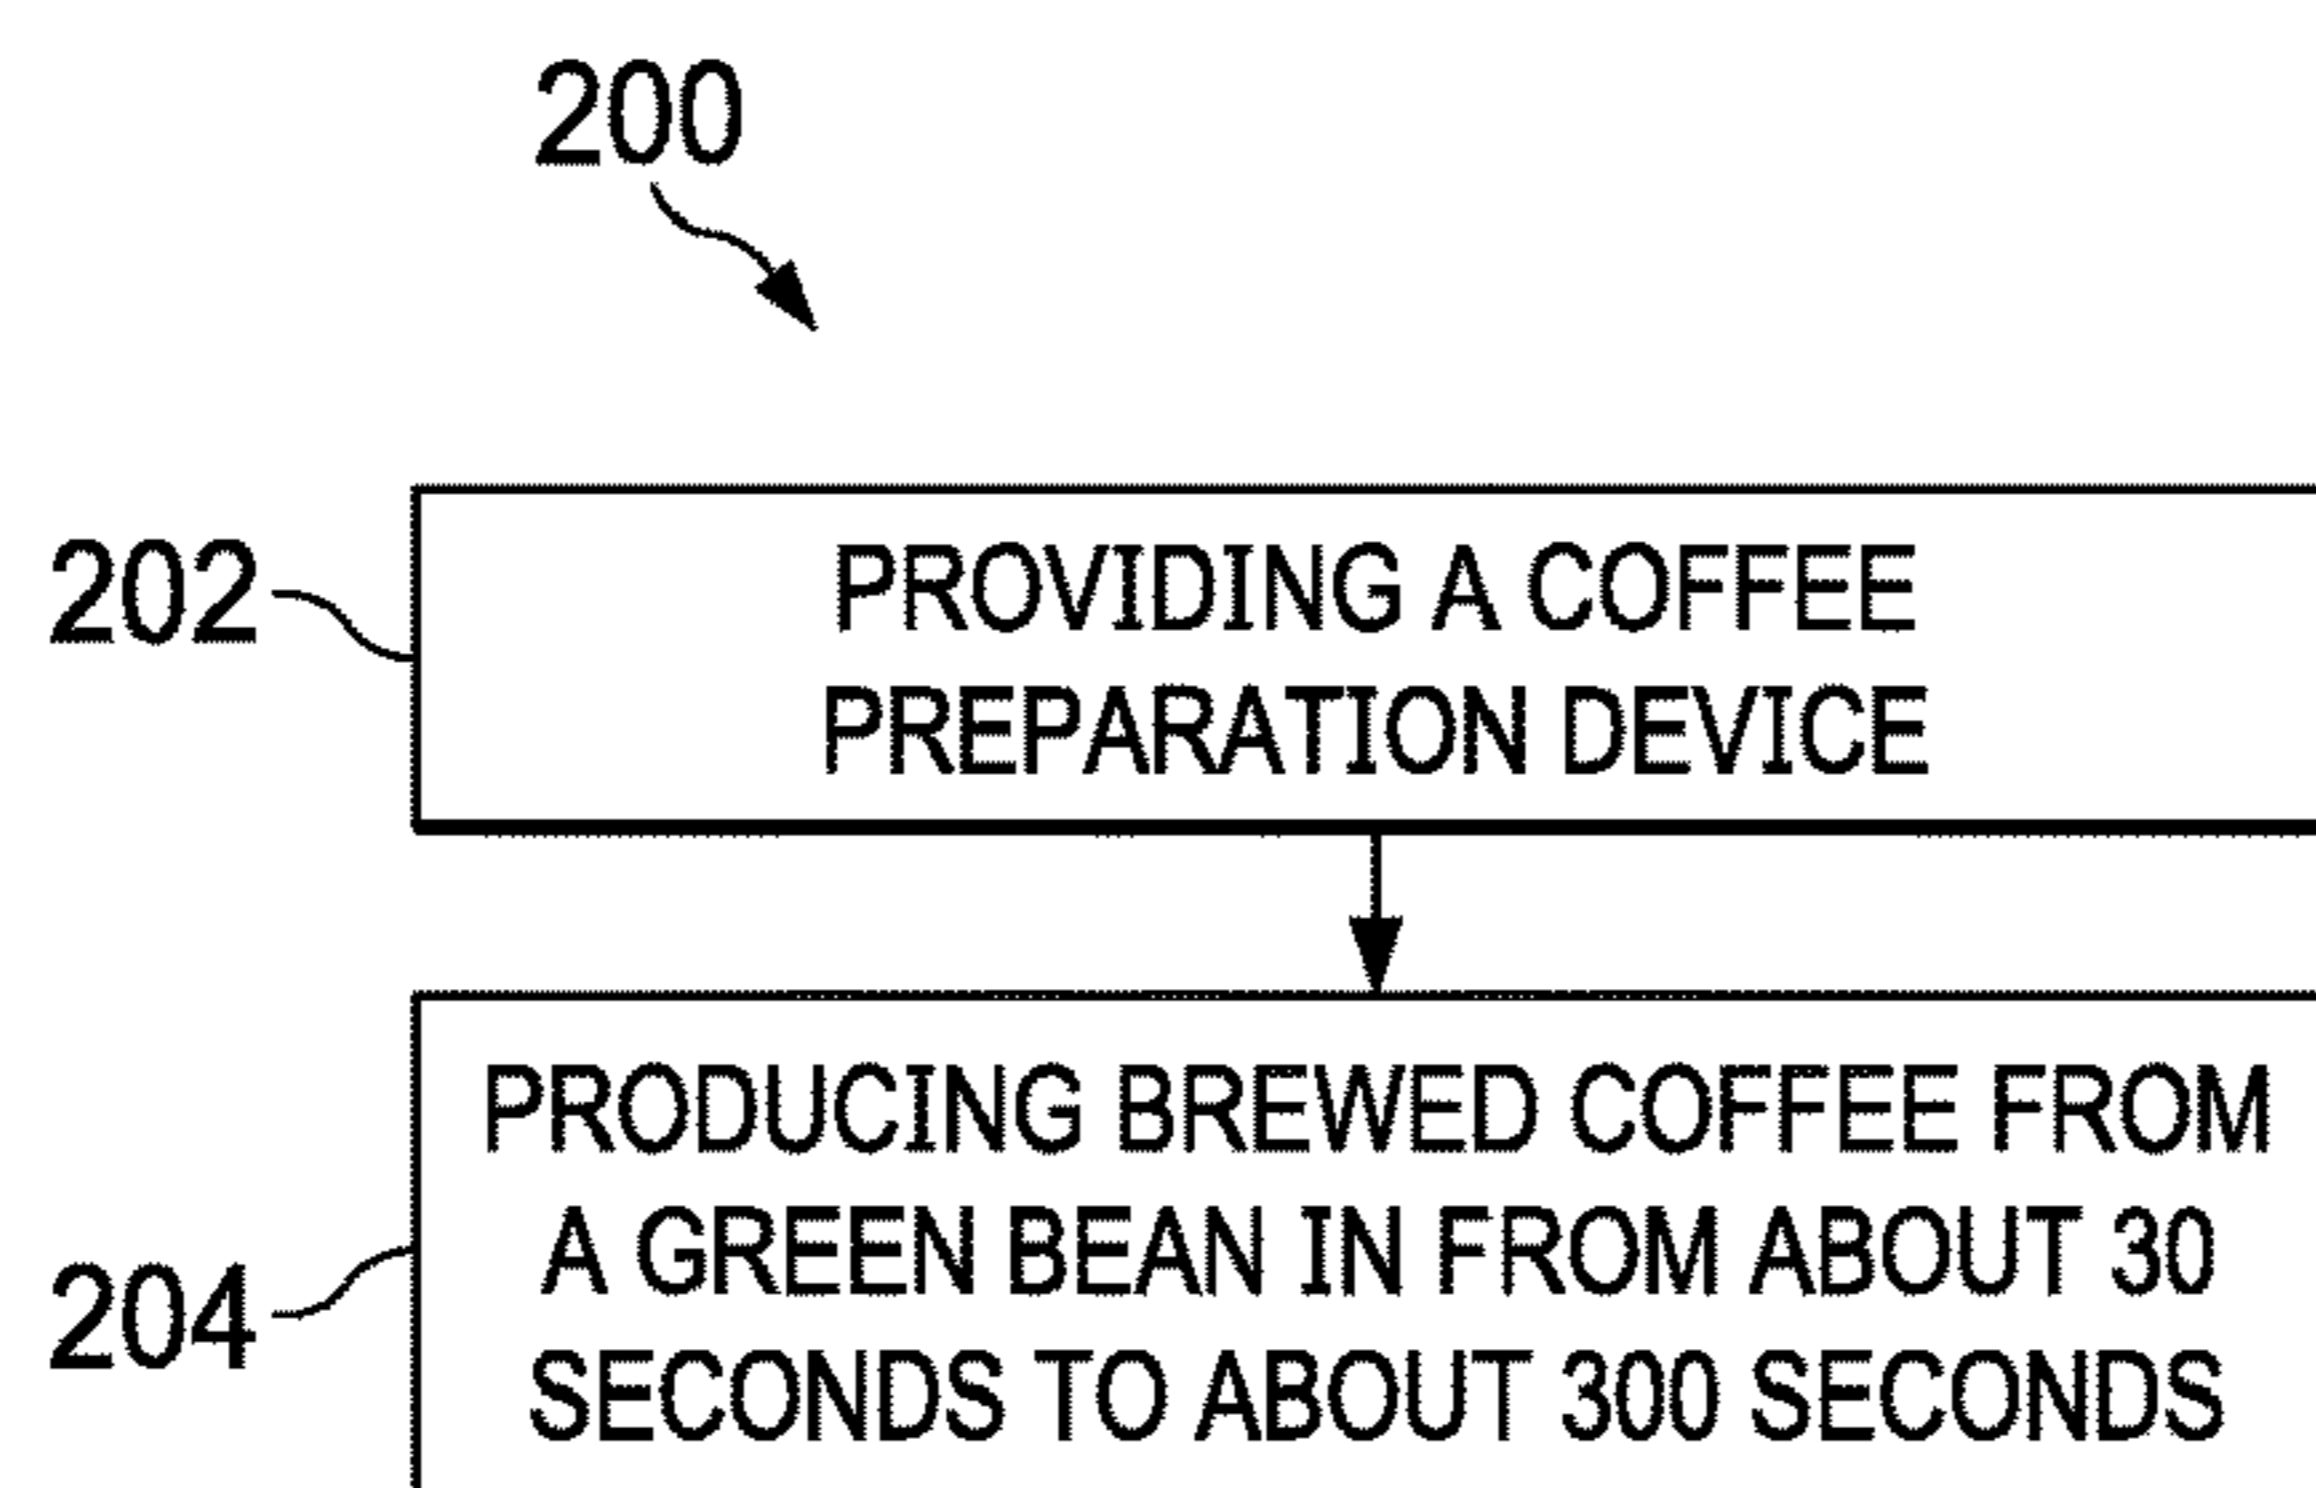 200
202
PROVIDING A COFFEE
PREPARATION DEVICE
204
PRODUCING BREWED COFFEE FROM
A GREEN BEAN IN FROM ABOUT 30
SECONDS TO ABOUT 300 SECONDS